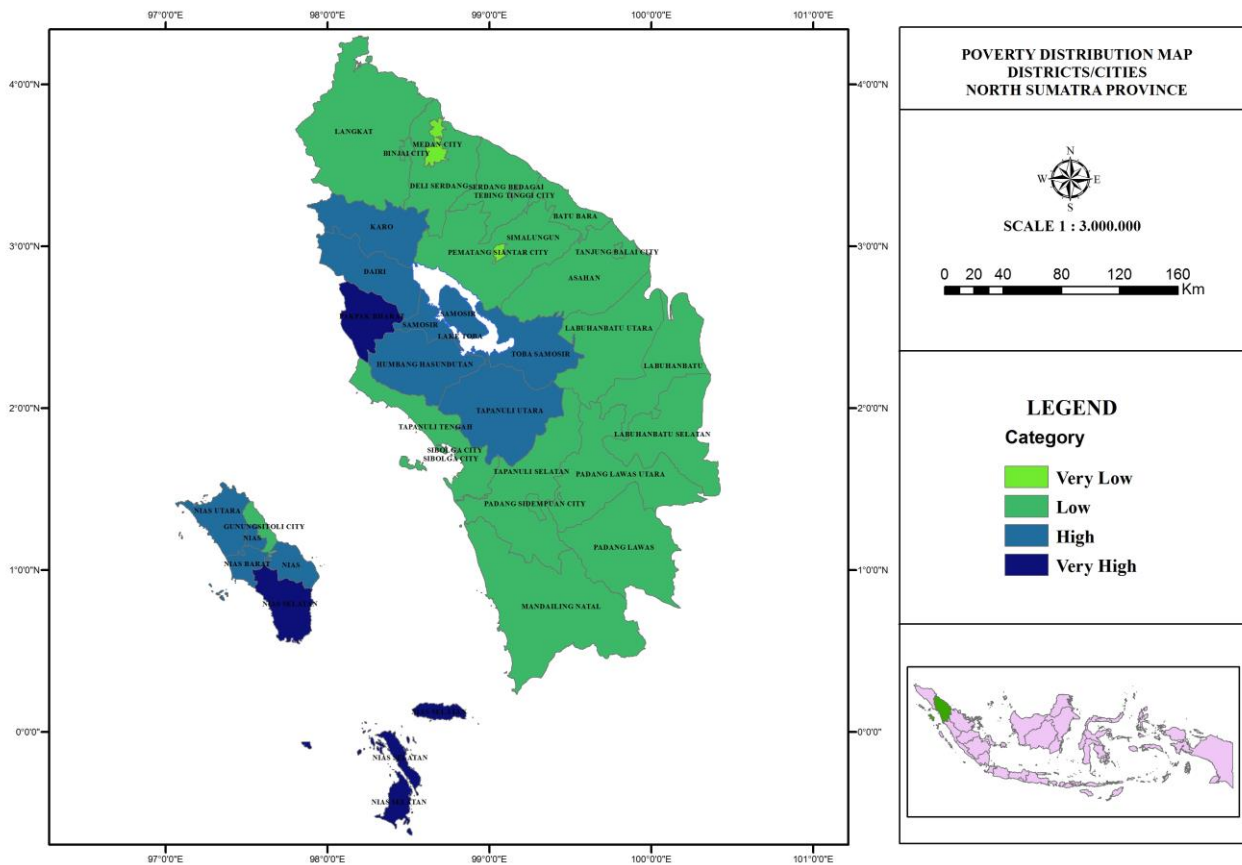 97°0'0"E 98°0'0"E 99°0'0"E 100°0'0"E 101°0'0"E
4°0'0"N 4°0'0"N
3°0'0"N 3°0'0"N
2°0'0"N 2°0'0"N
1°0'0"N 1°0'0"N
0°0'0" 0°0'0"
LANGKAT
MEDAN CITY
BINJAI CITY
DELI SERDANG
SERDANG BEDAGAI
TEBING TINGGI CITY
BATU BARA
KARO
SIMALUNGUN
PEMATANG SIANTAR CITY
TANJUNG BALAI CITY
DAIRI
ASAHAN
PAKPAK BHARAT
SAMOSIR
SAMOSIR
LAKE TOBA
LABUHANBATU UTARA
TOBA SAMOSIR
HUMBANG HASUNDUTAN
LABUHANBATU
TAPANULI UTARA
TAPANULI TENGAH
LABUHANBATU SELATAN
SIBOLGA CITY
SIBOLGA CITY
TAPANULI SELATAN
PADANG LAWAS UTARA
PADANG SIDEMPUAN CITY
NIAS UTARA
GUNUNGSITOLI CITY
NIAS
NIAS BARAT
NIAS
PADANG LAWAS
NIAS SELATAN
MANDAILING NATAL
NIAS SELATAN
NIAS SELATAN
97°0'0"E 98°0'0"E 99°0'0"E 100°0'0"E 101°0'0"E
POVERTY DISTRIBUTION MAP
DISTRICTS/CITIES
NORTH SUMATRA PROVINCE
N
W E
S
SCALE 1 : 3.000.000
0 20 40 80 120 160
Km
LEGEND
Category
Very Low
Low
High
Very High